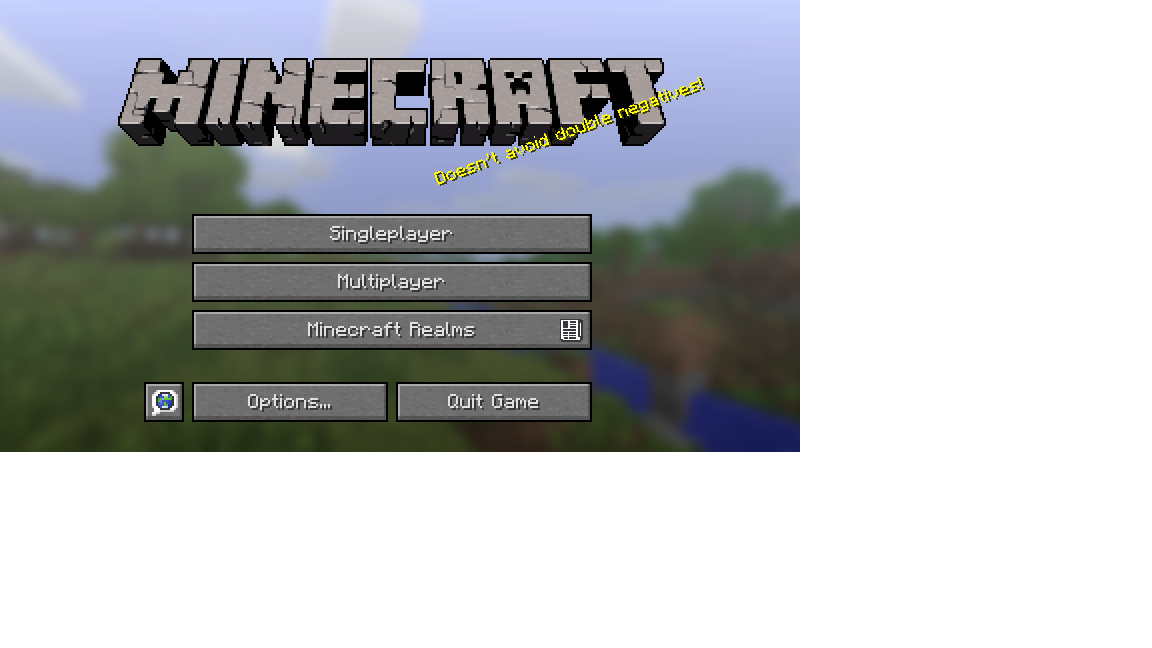 MINECRAFT
Doesn't avoid double negatives!
Singleplayer
Multiplayer
Minecraft Realms
Options...
Quit Game